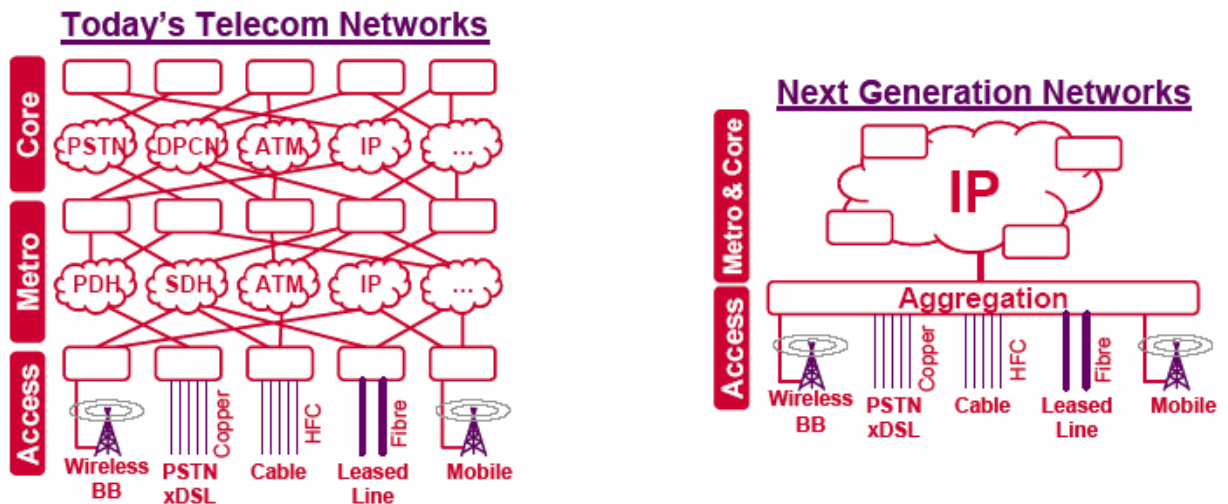 Today's Telecom Networks
Core
PSTN
DPCN
ATM
IP
...
Metro
PDH
SDH
ATM
IP
...
Access
Copper
HFC
Fibre
Wireless
BB
PSTN
xDSL
Cable
Leased
Line
Mobile
Next Generation Networks
Metro & Core
IP
Access
Aggregation
Copper
HFC
Fibre
Wireless
BB
PSTN
xDSL
Cable
Leased
Line
Mobile